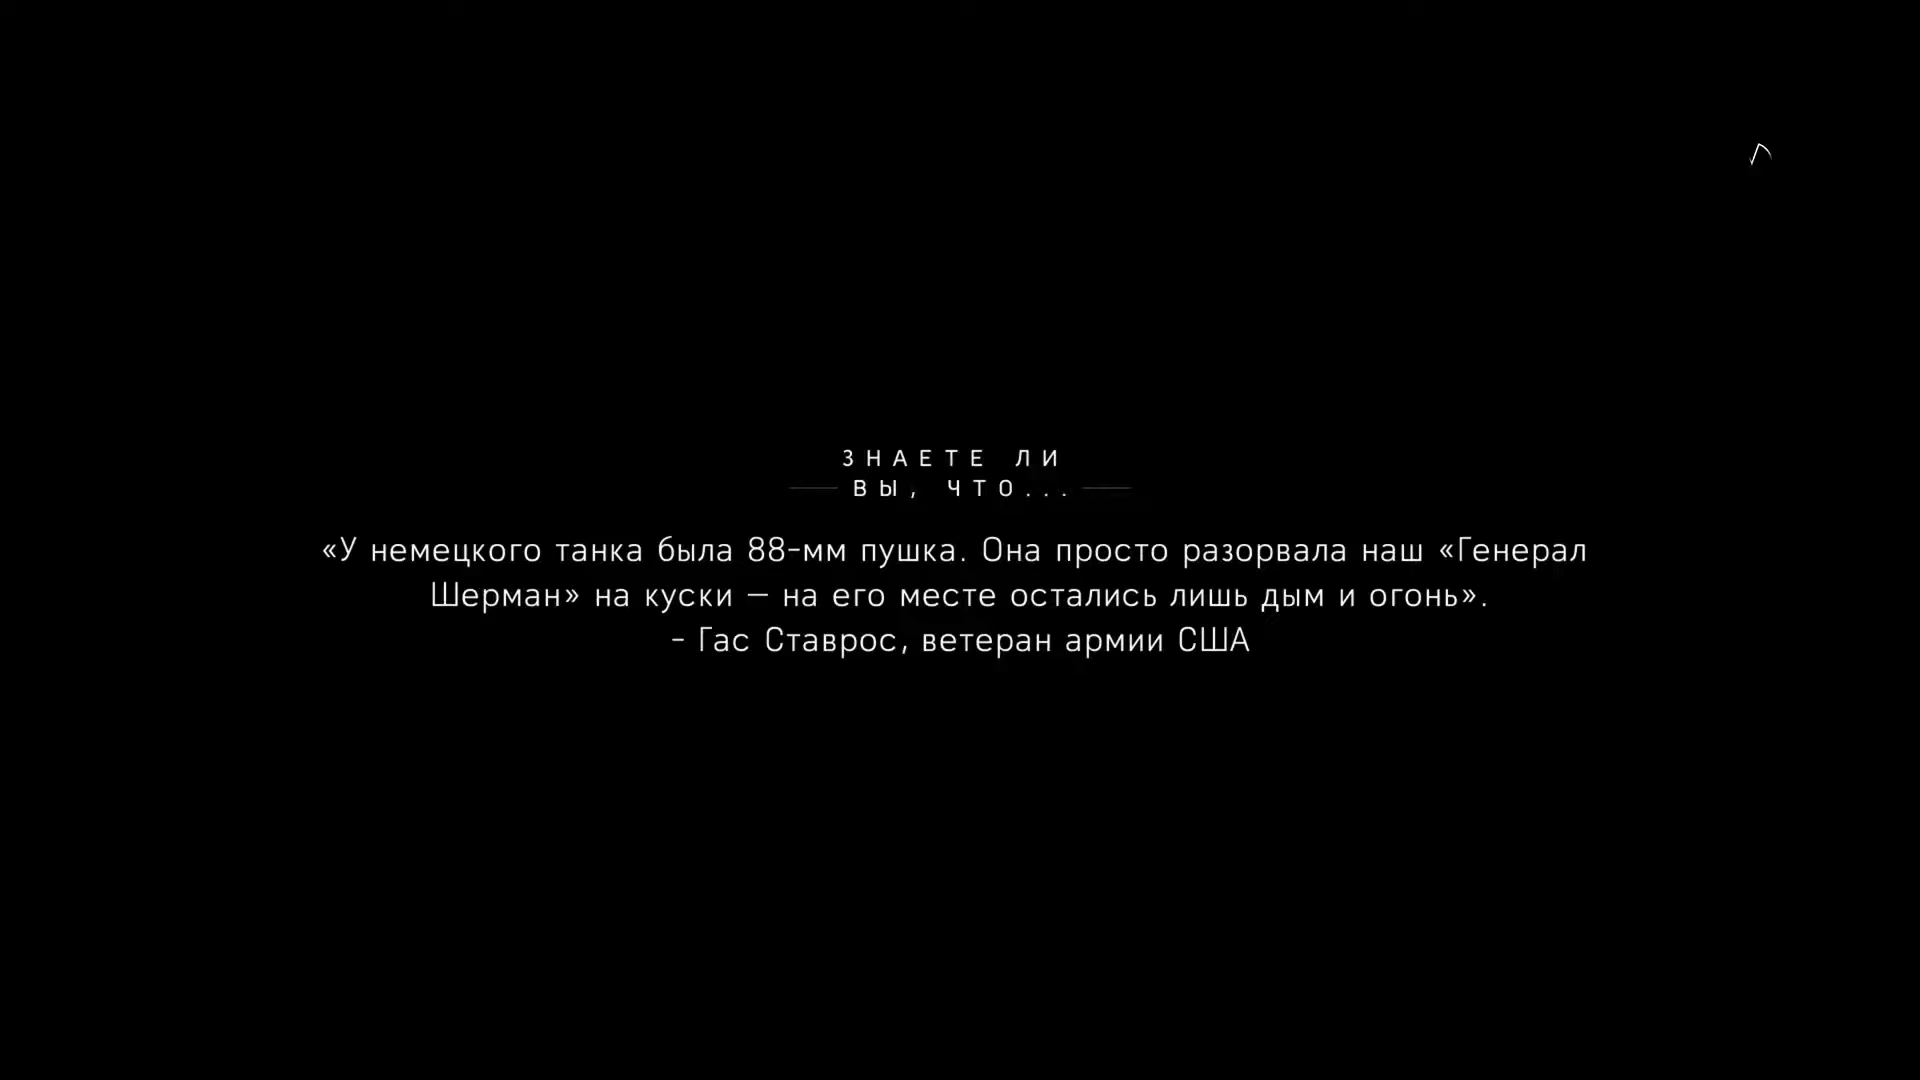 ЗНАЕТЕ ЛИ
ВЫ, ЧТО...
«У немецкого танка была 88-мм пушка. Она просто разорвала наш «Генерал
Шерман» на куски — на его месте остались лишь дым и огонь».
- Гас Ставрос, ветеран армии США